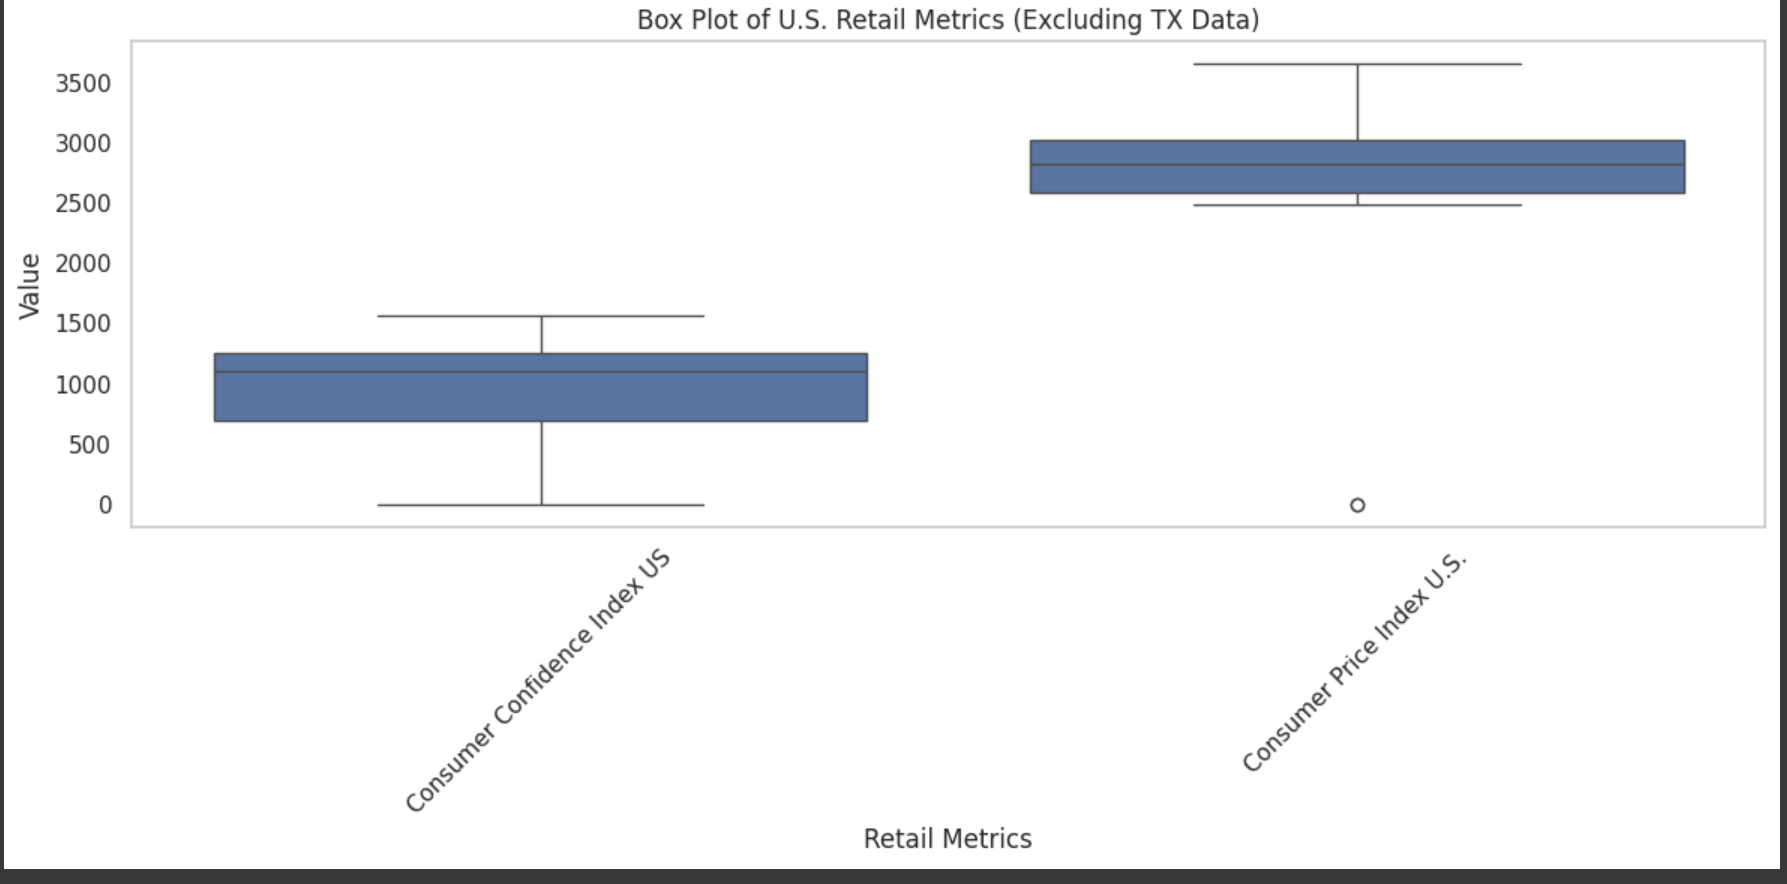 Box Plot of U.S. Retail Metrics (Excluding TX Data)
3500
3000
2500
2000
1500
1000
500
0
Value
Consumer Confidence Index US
Consumer Price Index U.S.
Retail Metrics